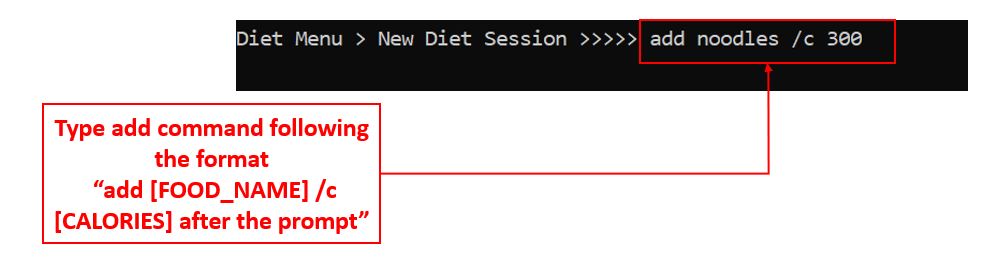 Diet Menu > New Diet Session >>>>> add noodles /c 300
Type add command following
the format
“add [FOOD_NAME] /c
[CALORIES] after the prompt”